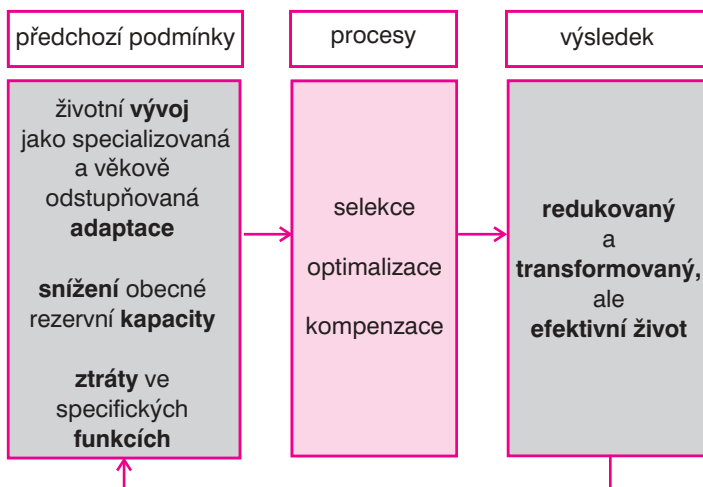 předchozí podmínky
procesy
výsledek
životní vývoj
jako specializovaná
a věkově
odstupňovaná
adaptace
snížení obecné
rezervní kapacity
ztráty ve
specifických
funkcích
selekce
optimalizace
kompenzace
redukovaný
a
transformovaný,
ale
efektivní život